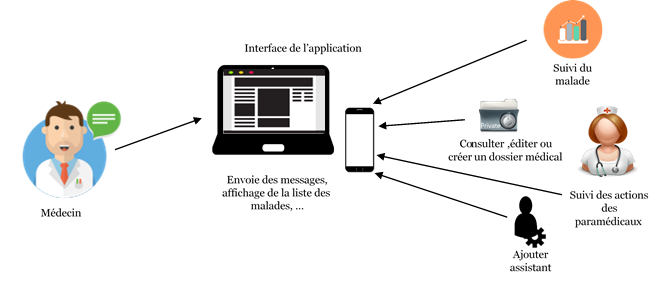 Interface de l'application
Suivi du
malade
Private
Consulter ,éditer ou
créer un dossier médical
Envoie des messages,
affichage de la liste des
malades, ...
Médecin
Suivi des actions
des
paramédicaux
Ajouter
assistant